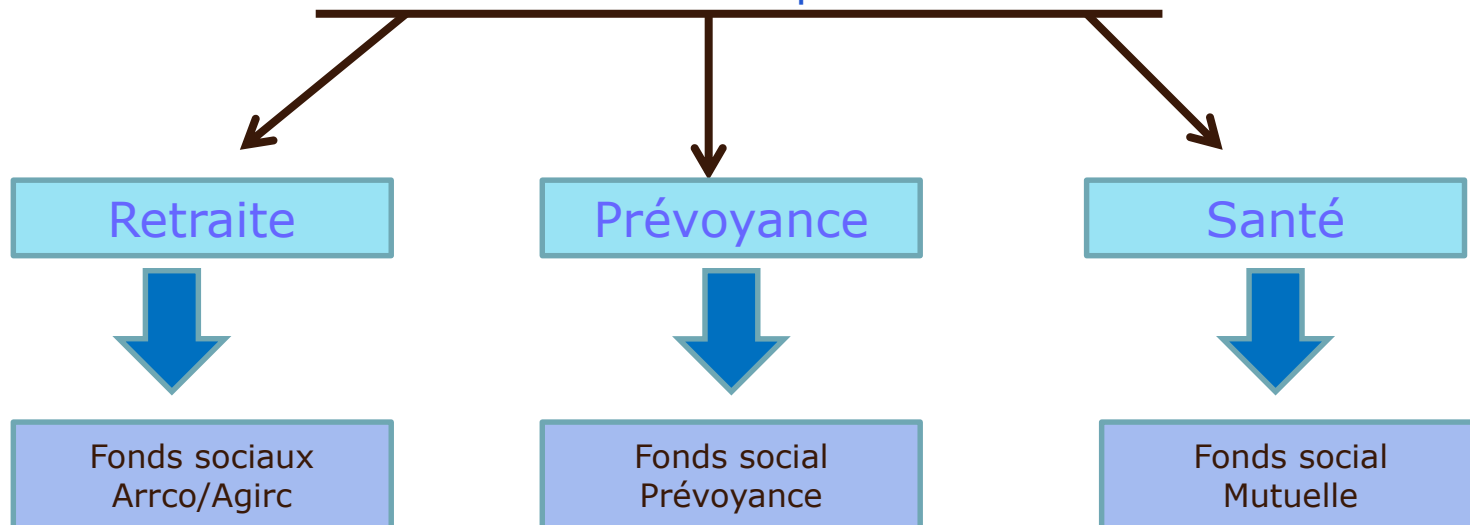 Retraite
Prévoyance
Santé
Fonds sociaux
Arrco/Agirc
Fonds social
Prévoyance
Fonds social
Mutuelle